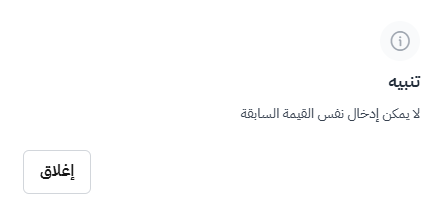 تنبيه
لا يمكن إدخال نفس القيمة السابقة
إغلاق